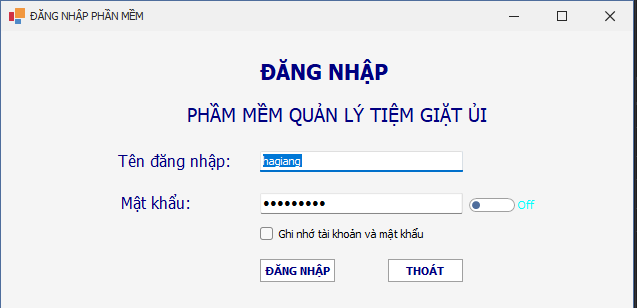 ĐĂNG NHẬP PHẦN MỀM
ĐĂNG NHẬP
PHẦM MỀM QUẢN LÝ TIỆM GIẶT ỦI
Tên đăng nhập: hagiang
Mật khẩu: •••••••••
Off
Ghi nhớ tài khoản và mật khẩu
ĐĂNG NHẬP
THOÁT